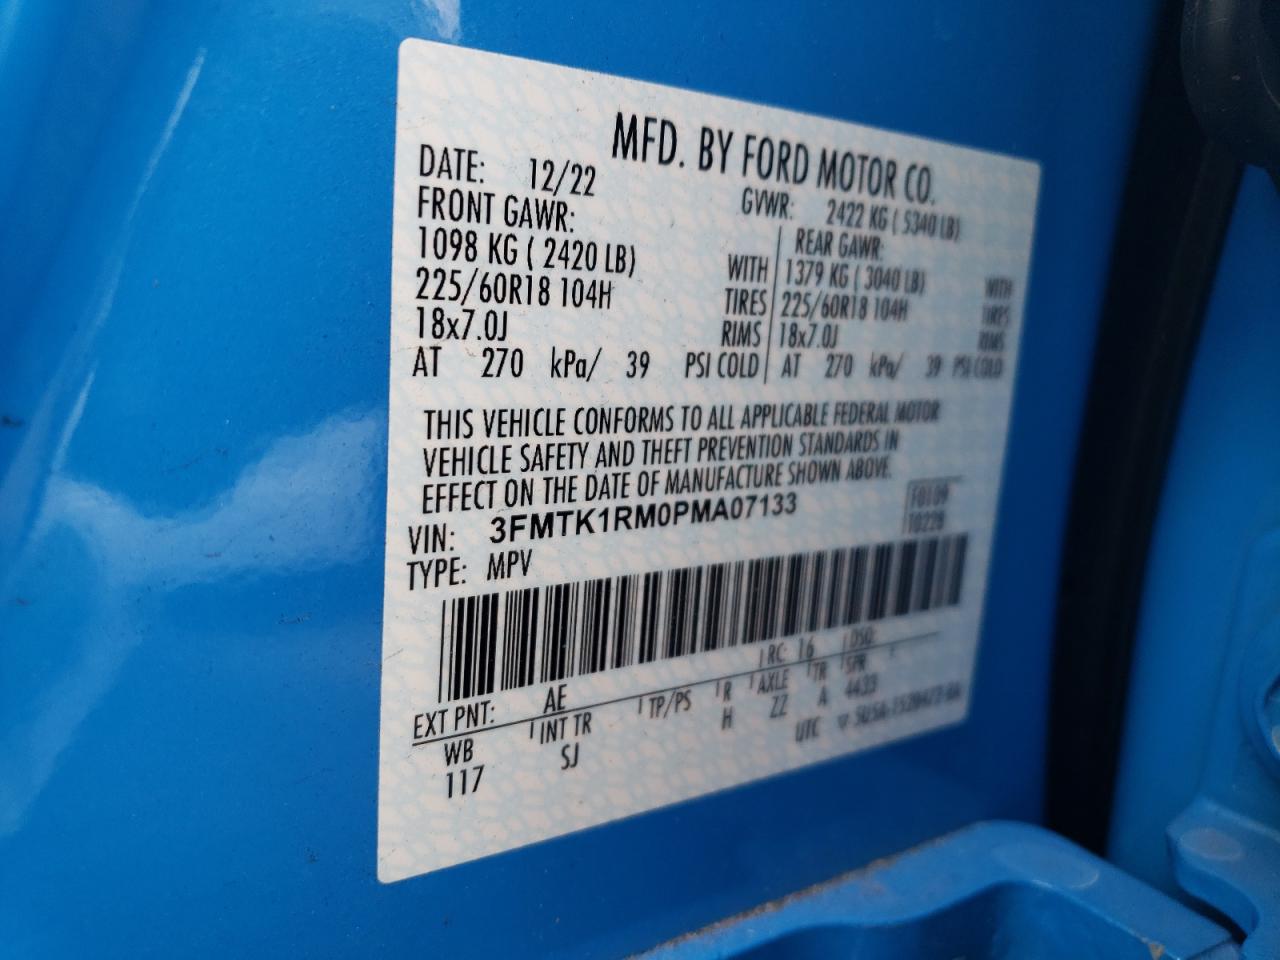 MFD. BY FORD MOTOR CO.
DATE: 12/22 GVWR: 2422 KG ( 5340 LB)
FRONT GAWR: REAR GAWR:
1098 KG ( 2420 LB) WITH 1379 KG ( 3040 LB) WITH
225/60R18 104H TIRES 225/60R18 104H TIRES
18x7.0J RIMS 18x7.0J RIMS
AT 270 kPa/ 39 PSI COLD AT 270 kPa/ 39 PSI COLD
THIS VEHICLE CONFORMS TO ALL APPLICABLE FEDERAL MOTOR
VEHICLE SAFETY AND THEFT PREVENTION STANDARDS IN
EFFECT ON THE DATE OF MANUFACTURE SHOWN ABOVE.
VIN: 3FMTK1RM0PMA07133
TYPE: MPV
EXT PNT: AE RC: 16 DSO:
WB INT TR TP/PS R AXLE TR SPR
117 SJ H ZZ A 4433
UTC